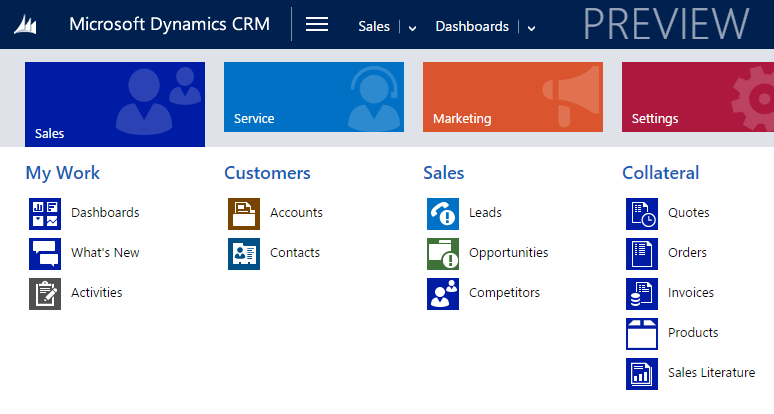 Microsoft Dynamics CRM Sales Dashboards PREVIEW
Sales Service Marketing Settings
My Work Customers Sales Collateral
Dashboards Accounts Leads Quotes
What's New Contacts Opportunities Orders
Activities Competitors Invoices
Products
Sales Literature